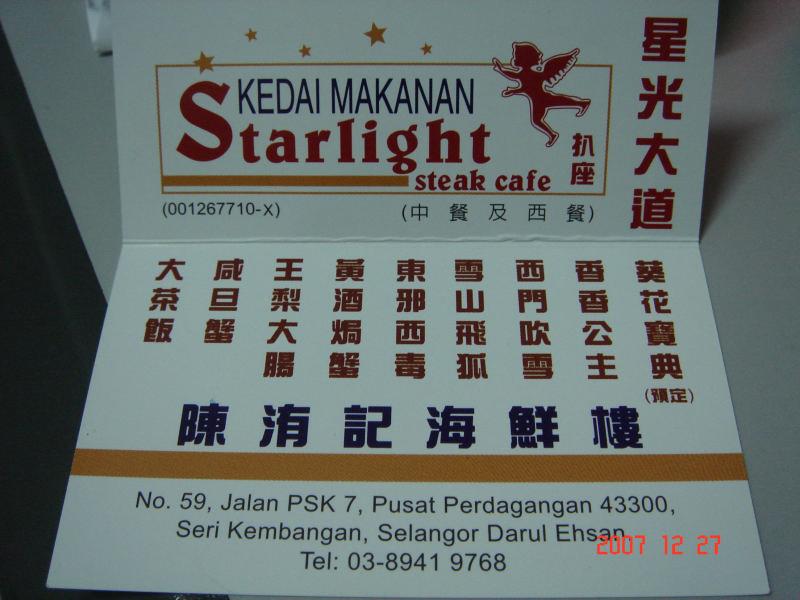 KEDAI MAKANAN
Starlight
steak cafe
扒座
星光大道
(001267710-X)
(中餐及西餐)
葵花寶典
(預定)
香香公主
西門吹雪
雪山飛狐
東邪西毒
黃酒焗蟹
王梨大腸
咸旦蟹
大茶飯
陳洧記海鮮樓
No. 59, Jalan PSK 7, Pusat Perdagangan 43300,
Seri Kembangan, Selangor Darul Ehsan
Tel: 03-8941 9768
2007 12 27